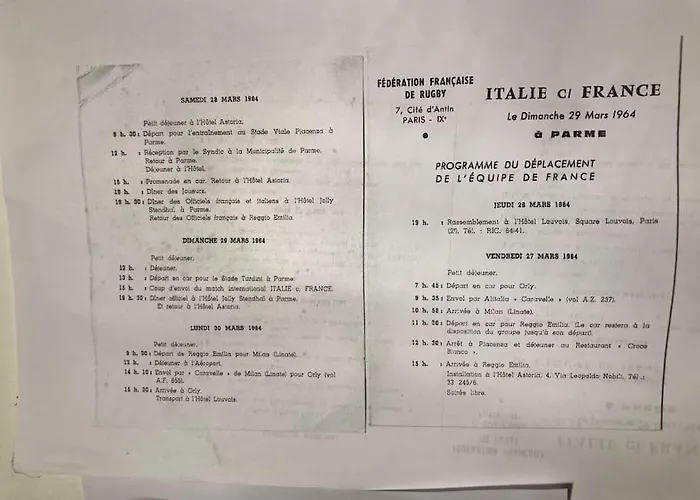 SAMEDI 28 MARS 1964
Petit déjeuner à l'Hôtel Astoria.
9 h. 30 : Départ pour l'entraînement au Stade Viale Piacenza à
Parme.
12 h. : Réception par le Syndic à la Municipalité de Parme.
Retour à Parme.
Déjeuner à l'Hôtel.
15 h. : Promenade en car. Retour à l'Hôtel Astoria.
19 h. : Dîner des Joueurs.
19 h. 30 : Dîner des Officiels français et italiens à l'Hôtel Jolly
Stendhal à Parme.
Retour des Officiels français à Reggio Emilia.
DIMANCHE 29 MARS 1964
Petit déjeuner.
12 h. : Déjeuner.
13 h. : Départ en car pour le Stade Tardini à Parme.
15 h. : Coup d'envoi du match international ITALIE c. FRANCE.
19 h. 30 : Dîner officiel à l'Hôtel Jolly Stendhal à Parme.
Et retour à l'Hôtel Astoria.
LUNDI 30 MARS 1964
Petit déjeuner.
9 h. 30 : Départ de Reggio Emilia pour Milan (Linate).
12 h. : Déjeuner à l'Aéroport.
14 h. 10 : Envol par « Caravelle » de Milan (Linate) pour Orly (vol
A.F. 655).
15 h. 30 : Arrivée à Orly.
Transport à l'Hôtel Louvois.
FÉDÉRATION FRANÇAISE
DE RUGBY
7, Cité d'Antin
PARIS - IXe
ITALIE c/ FRANCE
Le Dimanche 29 Mars 1964
à PARME
PROGRAMME DU DÉPLACEMENT
DE L'ÉQUIPE DE FRANCE
JEUDI 26 MARS 1964
19 h. : Rassemblement à l'Hôtel Louvois, Square Louvois, Paris
(2e). Tél. : RIC. 64-41.
VENDREDI 27 MARS 1964
Petit déjeuner.
7 h. 45 : Départ en car pour Orly.
9 h. 35 : Envol par Alitalia « Caravelle » (vol A.Z. 237).
10 h. 55 : Arrivée à Milan (Linate).
11 h. 30 : Départ en car pour Reggio Emilia. (Le car restera à la
disposition du groupe jusqu'à son départ).
12 h. 30 : Arrêt à Piacenza et déjeuner au Restaurant « Croce
Bianca ».
15 h. : Arrivée à Reggio Emilia.
Installation à l'Hôtel Astoria, 4, Via Leopoldo Nobili, Tél. :
33 245/6.
Soirée libre.